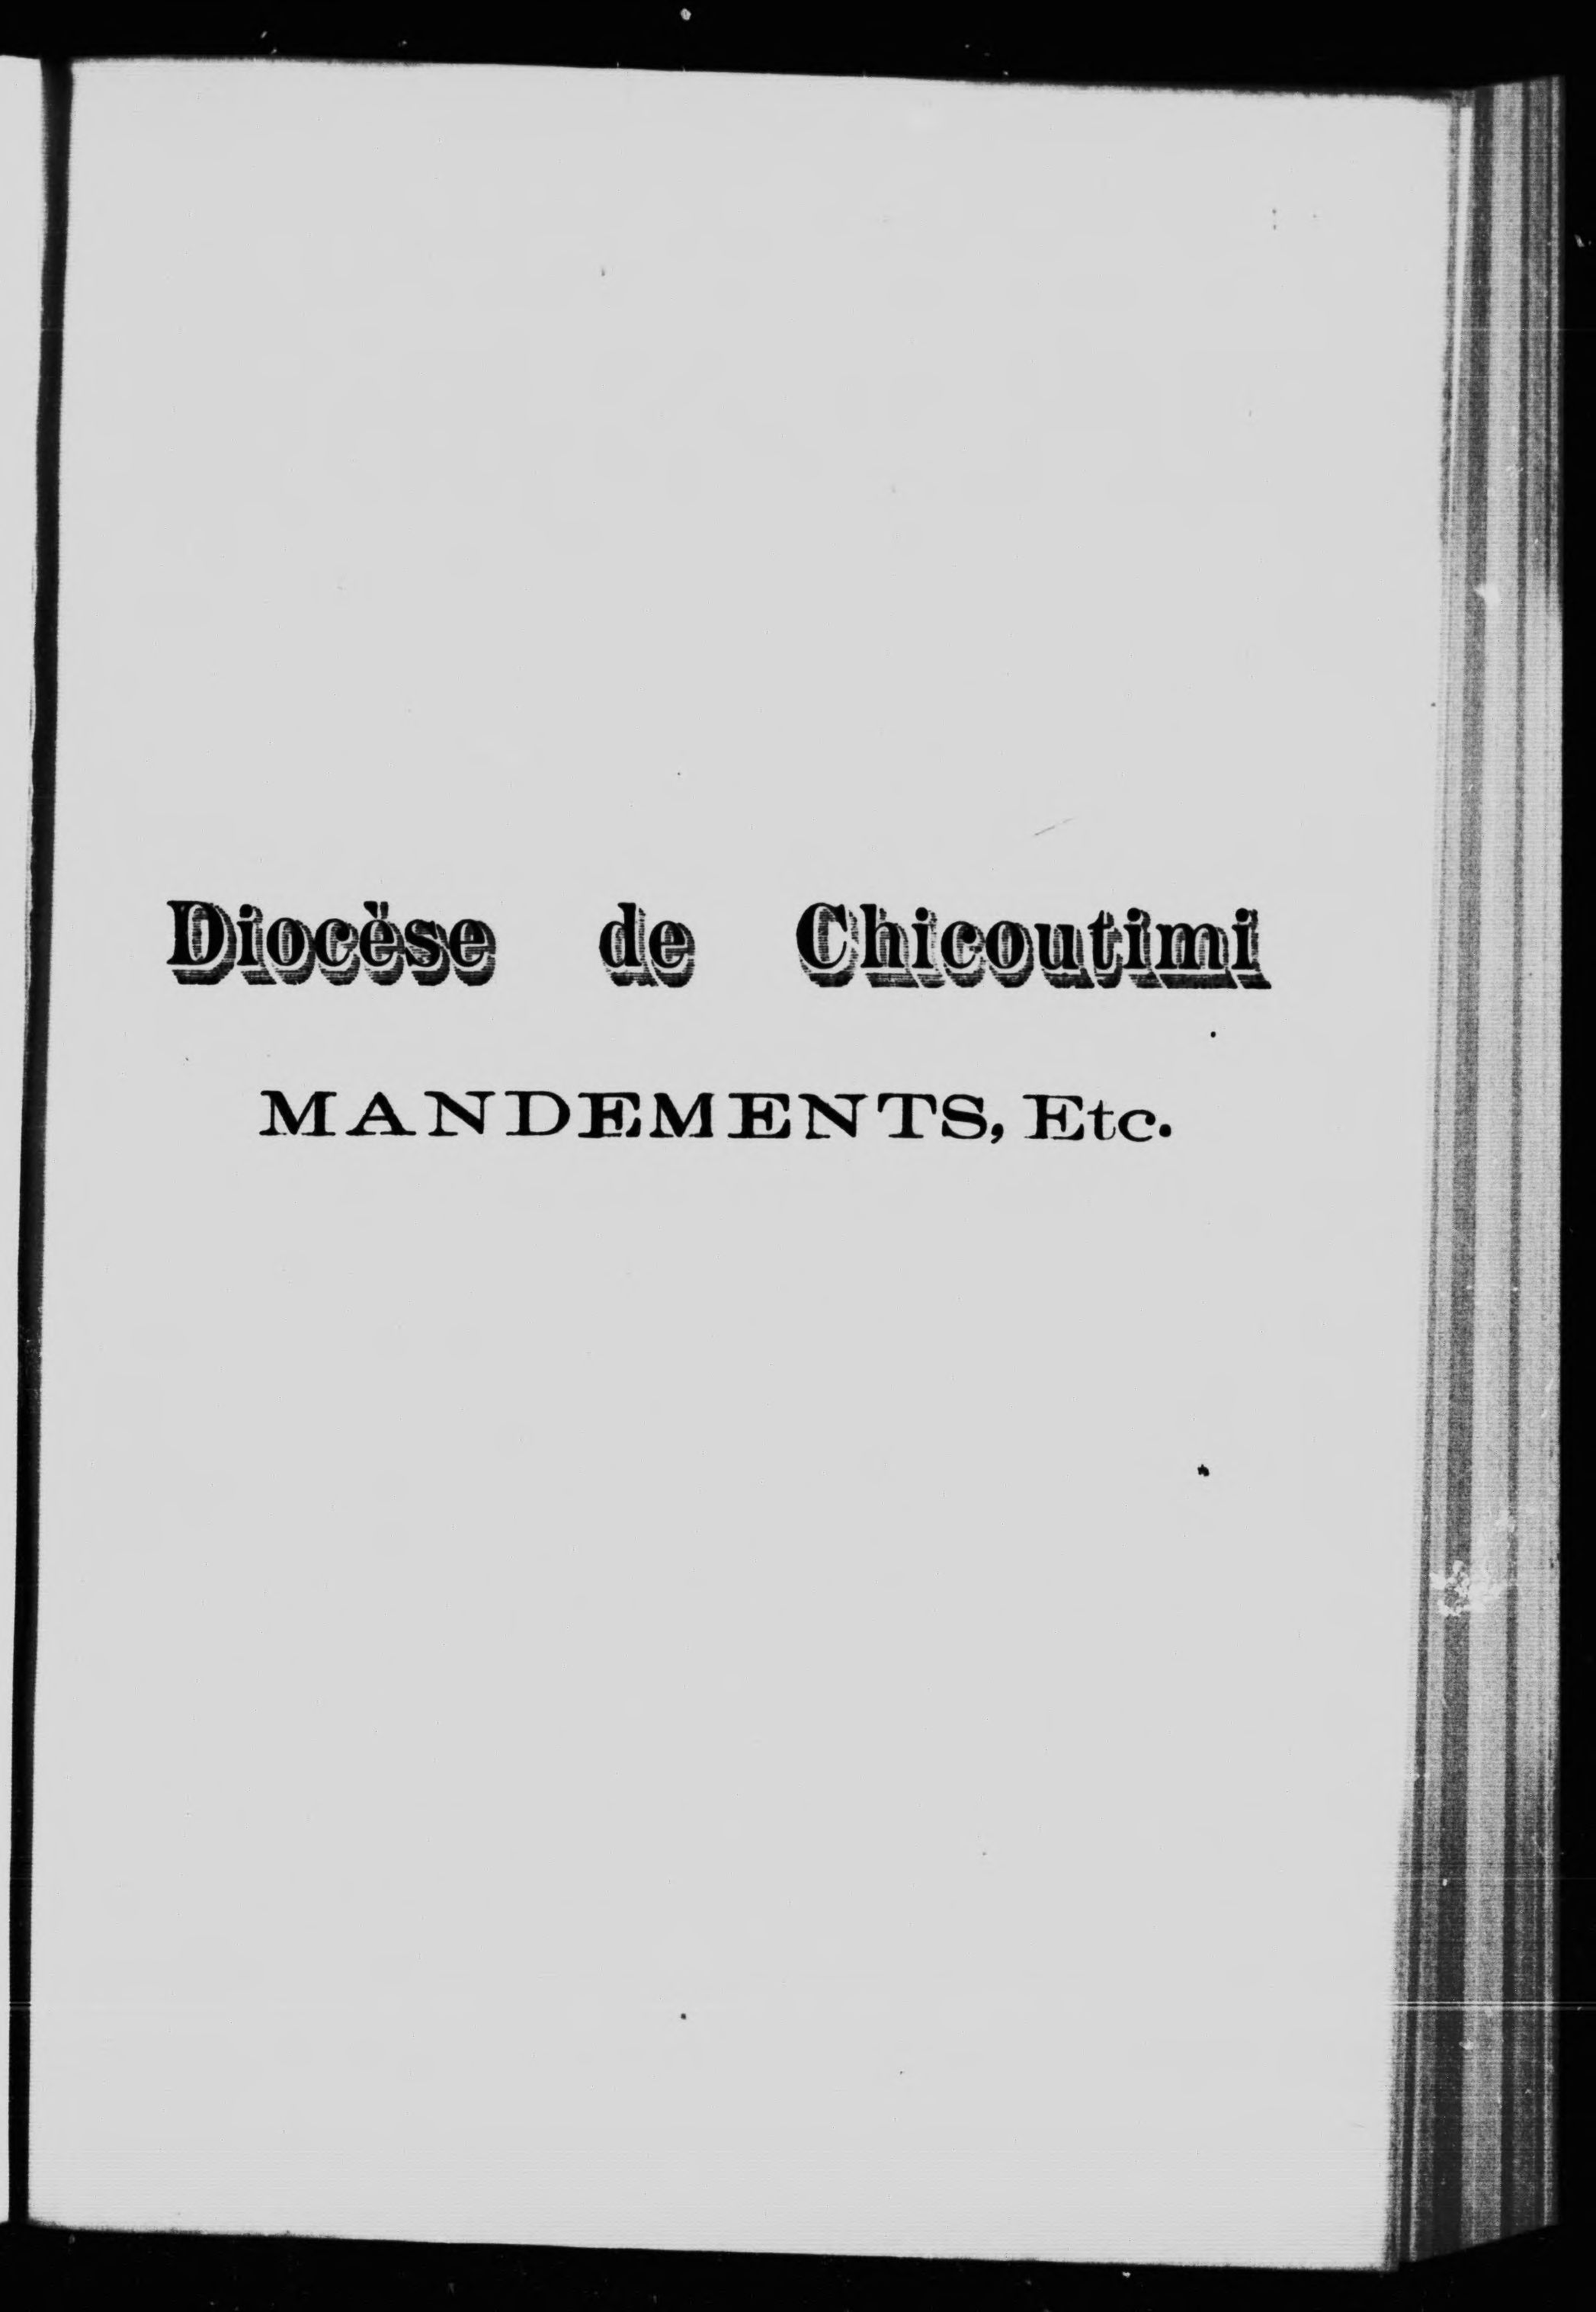 Diocèse de Chicoutimi
MANDEMENTS, Etc.